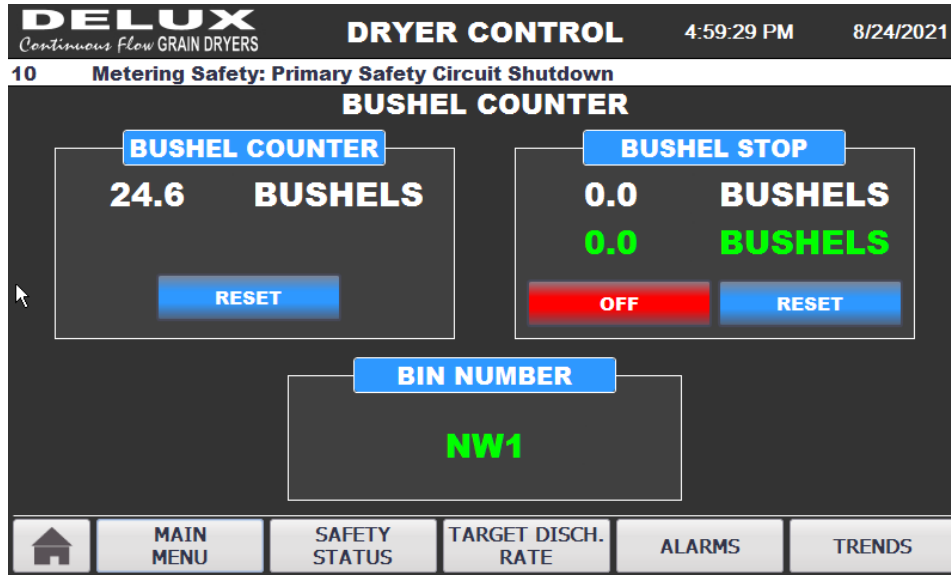 DELUX
Continuous Flow GRAIN DRYERS
DRYER CONTROL
4:59:29 PM
8/24/2021
10 Metering Safety: Primary Safety Circuit Shutdown
BUSHEL COUNTER
BUSHEL COUNTER
24.6 BUSHELS
RESET
BUSHEL STOP
0.0 BUSHELS
0.0 BUSHELS
OFF
RESET
BIN NUMBER
NW1
MAIN
MENU
SAFETY
STATUS
TARGET DISCH.
RATE
ALARMS
TRENDS